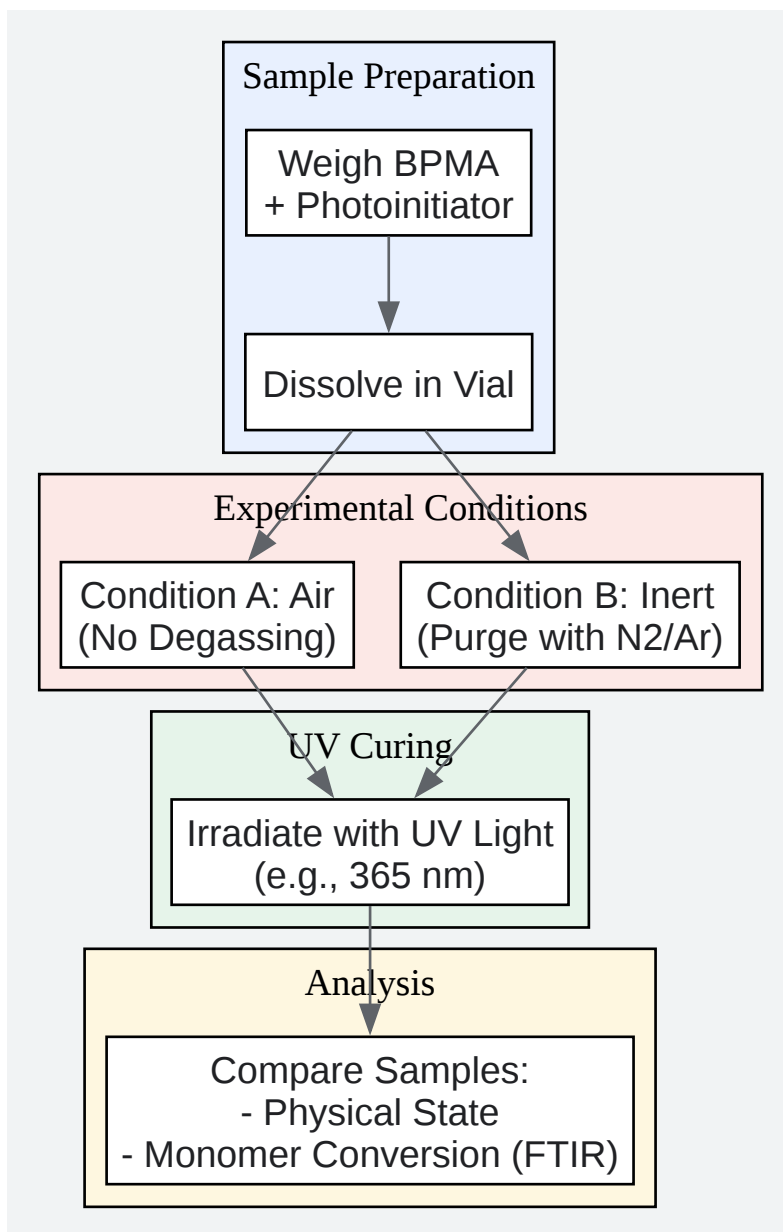 Sample Preparation
Weigh BPMA
+ Photoinitiator
Dissolve in Vial
Experimental Conditions
Condition A: Air
(No Degassing)
Condition B: Inert
(Purge with N2/Ar)
UV Curing
Irradiate with UV Light
(e.g., 365 nm)
Analysis
Compare Samples:
- Physical State
- Monomer Conversion (FTIR)